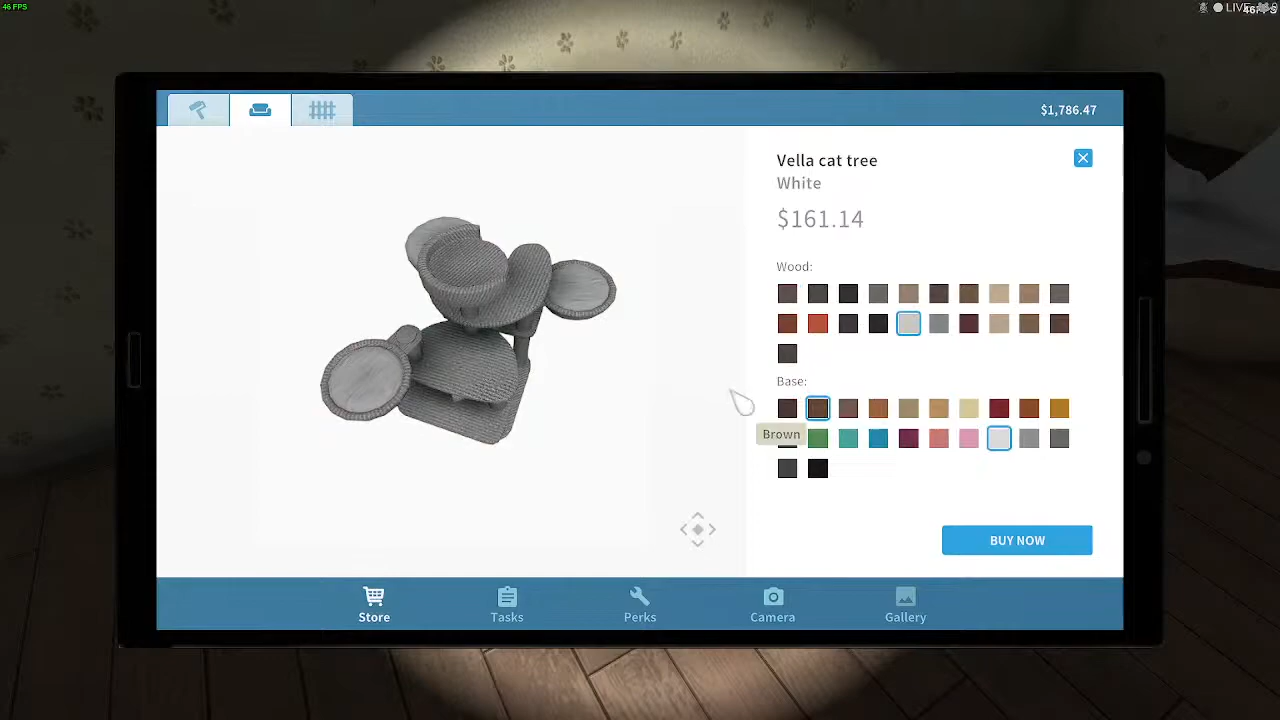 46 FPS
LIVE
$1,786.47
Vella cat tree
White
$161.14
Wood:
Base:
Brown
BUY NOW
Store
Tasks
Perks
Camera
Gallery